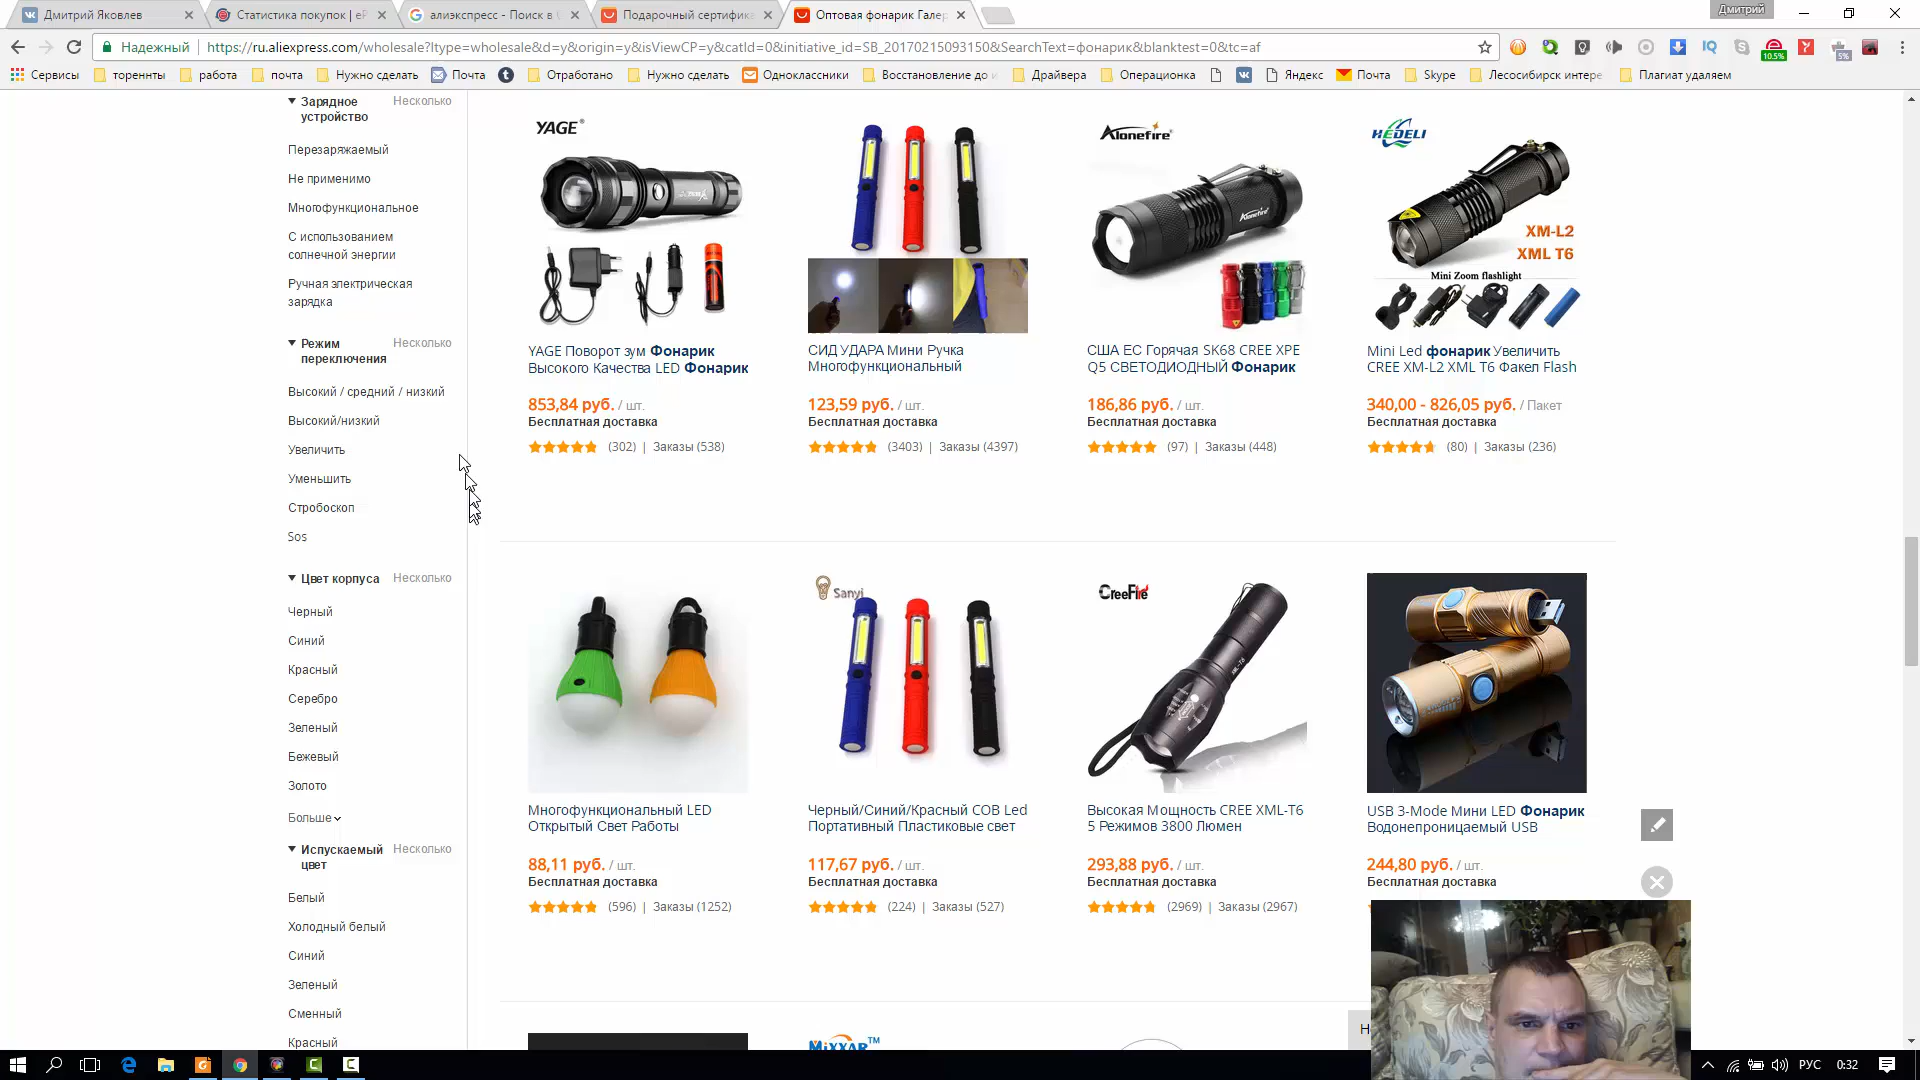 Дмитрий Яковлев
Статистика покупок | eP
алиэкспресс - Поиск в
Подарочный сертифика
Оптовая фонарик Гале
Дмитрий
Надежный
https://ru.aliexpress.com/wholesale?ltype=wholesale&d=y&origin=y&isViewCP=y&catId=0&initiative_id=SB_20170215093150&SearchText=фонарик&blanktest=0&tc=af
10.5%
5%
Сервисы
торенnты
работа
почта
Нужно сделать
Почта
Отработано
Нужно сделать
Одноклассники
Восстановление до и
Драйвера
Операционка
Яндекс
Почта
Skype
Лесосибирск интере
Плагиат удаляем
Зарядное устройство
Несколько
Перезаряжаемый
Не применимо
Многофункциональное
С использованием
солнечной энергии
Ручная электрическая
зарядка
Режим переключения
Несколько
Высокий / средний / низкий
Высокий/низкий
Увеличить
Уменьшить
Стробоскоп
Sos
Цвет корпуса
Несколько
Черный
Синий
Красный
Серебро
Зеленый
Бежевый
Золото
Больше
Испускаемый цвет
Несколько
Белый
Холодный белый
Синий
Зеленый
Сменный
Красный
YAGE®
YAGE Поворот зум Фонарик
Высокого Качества LED Фонарик
853,84 руб. / шт.
Бесплатная доставка
(302) | Заказы (538)
СИД УДАРА Мини Ручка
Многофункциональный
123,59 руб. / шт.
Бесплатная доставка
(3403) | Заказы (4397)
Alonefire
Alonefire
США ЕС Горячая SK68 CREE XPE
Q5 СВЕТОДИОДНЫЙ Фонарик
186,86 руб. / шт.
Бесплатная доставка
(97) | Заказы (448)
HEDELI
XM-L2
XML T6
Mini Zoom flashlight
Mini Led фонарик Увеличить
CREE XM-L2 XML T6 Факел Flash
340,00 - 826,05 руб. / Пакет
Бесплатная доставка
(80) | Заказы (236)
Многофункциональный LED
Открытый Свет Работы
88,11 руб. / шт.
Бесплатная доставка
(596) | Заказы (1252)
Sanyi
Черный/Синий/Красный COB Led
Портативный Пластиковые свет
117,67 руб. / шт.
Бесплатная доставка
(224) | Заказы (527)
CreeFire
XML-T6
Высокая Мощность CREE XML-T6
5 Режимов 3800 Люмен
293,88 руб. / шт.
Бесплатная доставка
(2969) | Заказы (2967)
USB 3-Mode Мини LED Фонарик
Водонепроницаемый USB
244,80 руб. / шт.
Бесплатная доставка
MiXXAR™
РУС
0:32